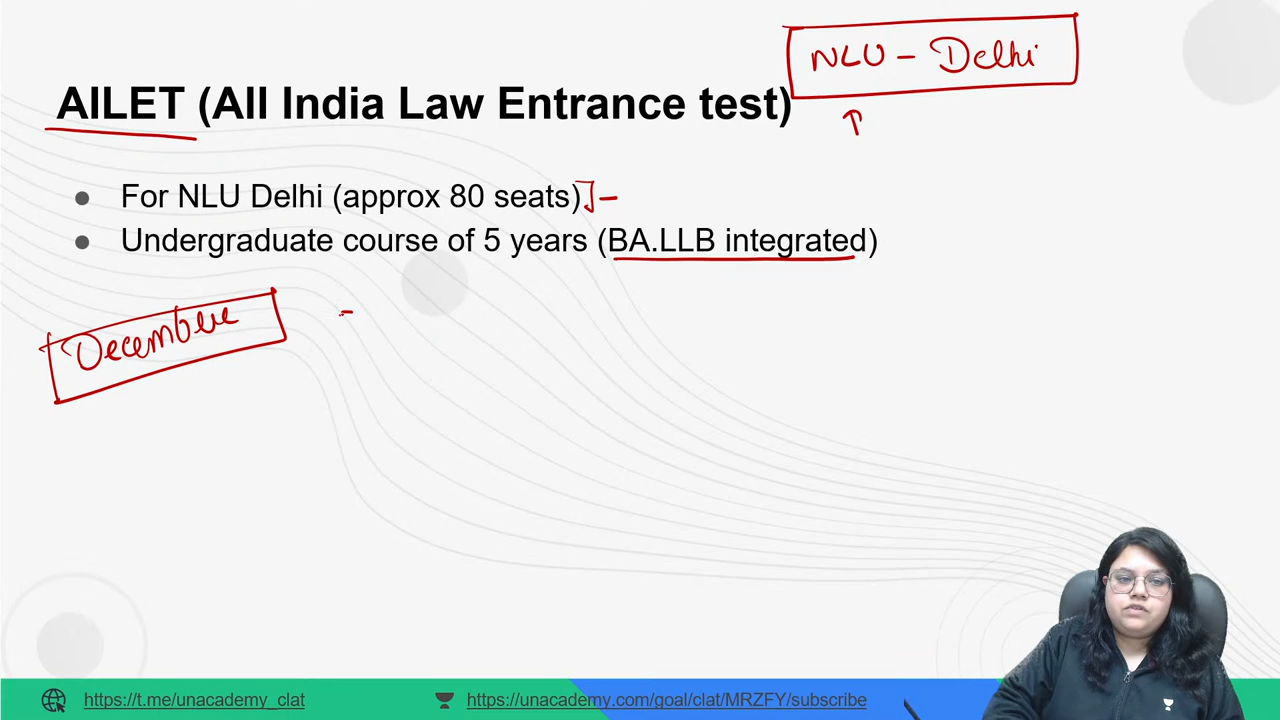 NLU - Delhi
AILET (All India Law Entrance test)
For NLU Delhi (approx 80 seats)
Undergraduate course of 5 years (BA.LLB integrated)
December
https://t.me/unacademy_clat
https://unacademy.com/goal/clat/MRZFY/subscribe